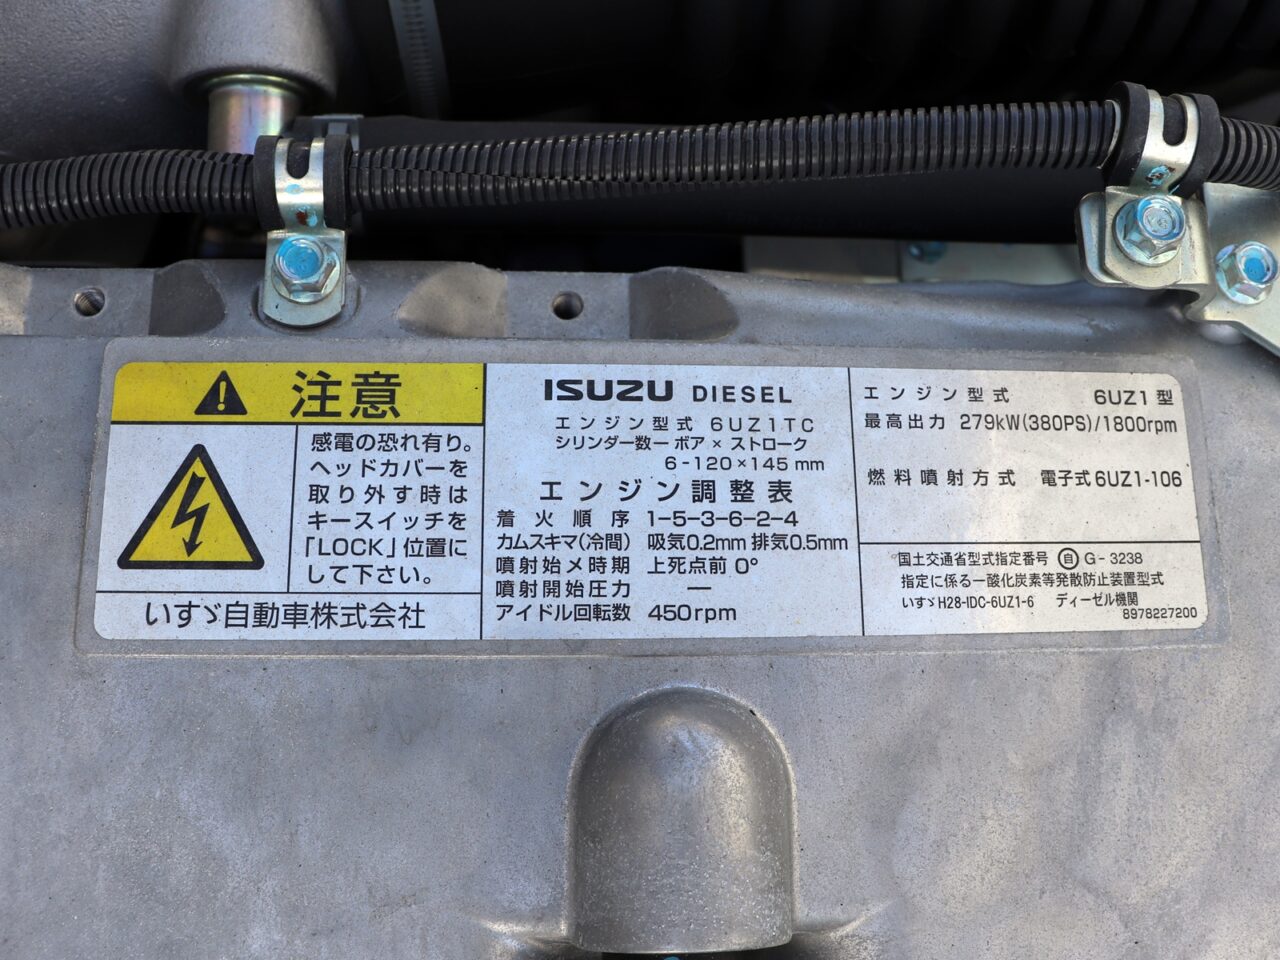 注意
感電の恐れ有り。
ヘッドカバーを
取り外す時は
キースイッチを
「LOCK」位置に
して下さい。
いすゞ自動車株式会社
ISUZU DIESEL
エンジン型式 6UZ1TC
シリンダー数ー ボア × ストローク
6-120×145 mm
エンジン調整表
着火順序 1-5-3-6-2-4
カムスキマ(冷間) 吸気0.2mm 排気0.5mm
噴射始メ時期 上死点前 0°
噴射開始圧力 ―
アイドル回転数 450rpm
エンジン型式 6UZ1型
最高出力 279kW(380PS)/1800rpm
燃料噴射方式 電子式6UZ1-106
国土交通省型式指定番号 自 G-3238
指定に係る一酸化炭素等発散防止装置型式
いすゞH28-IDC-6UZ1-6 ディーゼル機関
8978227200